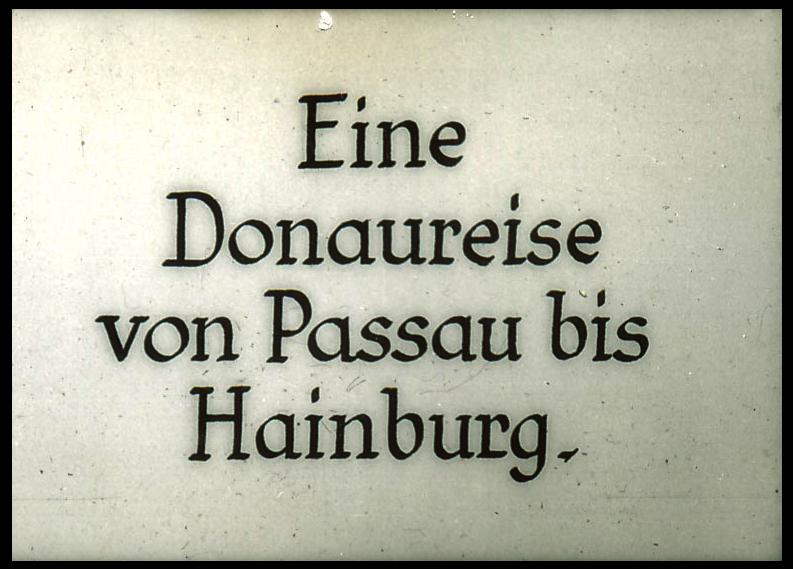 Eine
Donaureise
von Passau bis
Hainburg.